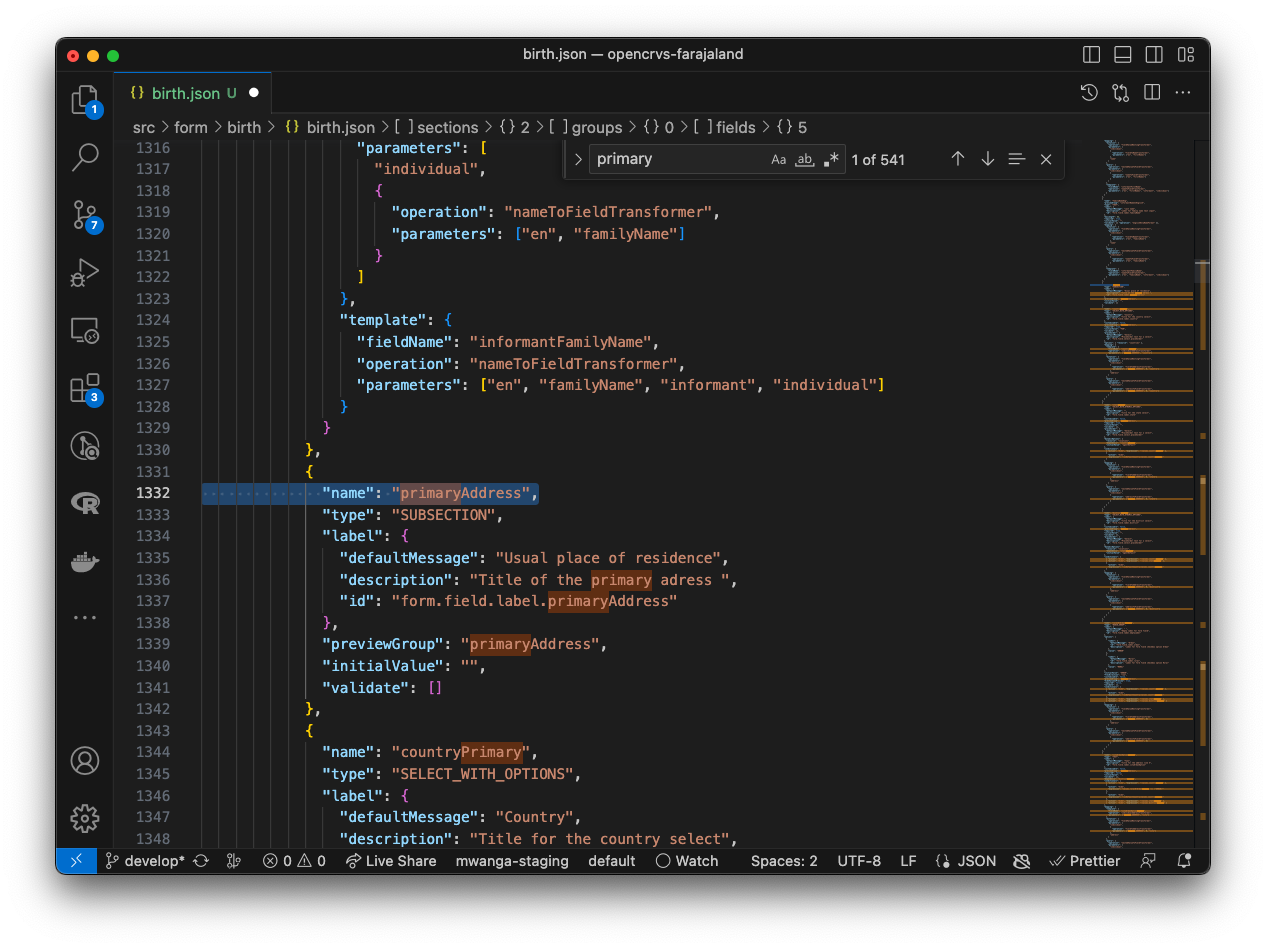 birth.json — opencrvs-farajaland
1
{} birth.json U
src > form > birth > {} birth.json > [ ] sections > {} 2 > [ ] groups > {} 0 > [ ] fields > {} 5
primary Aa ab .* 1 of 541
1316 "parameters": [
1317 "individual",
1318 {
1319 "operation": "nameToFieldTransformer",
1320 "parameters": ["en", "familyName"]
1321 }
1322 ]
1323 },
1324 "template": {
1325 "fieldName": "informantFamilyName",
1326 "operation": "nameToFieldTransformer",
1327 "parameters": ["en", "familyName", "informant", "individual"]
1328 }
1329 }
1330 },
1331 {
1332 "name": "primaryAddress",
1333 "type": "SUBSECTION",
1334 "label": {
1335 "defaultMessage": "Usual place of residence",
1336 "description": "Title of the primary adress ",
1337 "id": "form.field.label.primaryAddress"
1338 },
1339 "previewGroup": "primaryAddress",
1340 "initialValue": "",
1341 "validate": []
1342 },
1343 {
1344 "name": "countryPrimary",
1345 "type": "SELECT_WITH_OPTIONS",
1346 "label": {
1347 "defaultMessage": "Country",
1348 "description": "Title for the country select",
7
3
R
develop* 0 0 Live Share mwanga-staging default Watch Spaces: 2 UTF-8 LF {} JSON Prettier